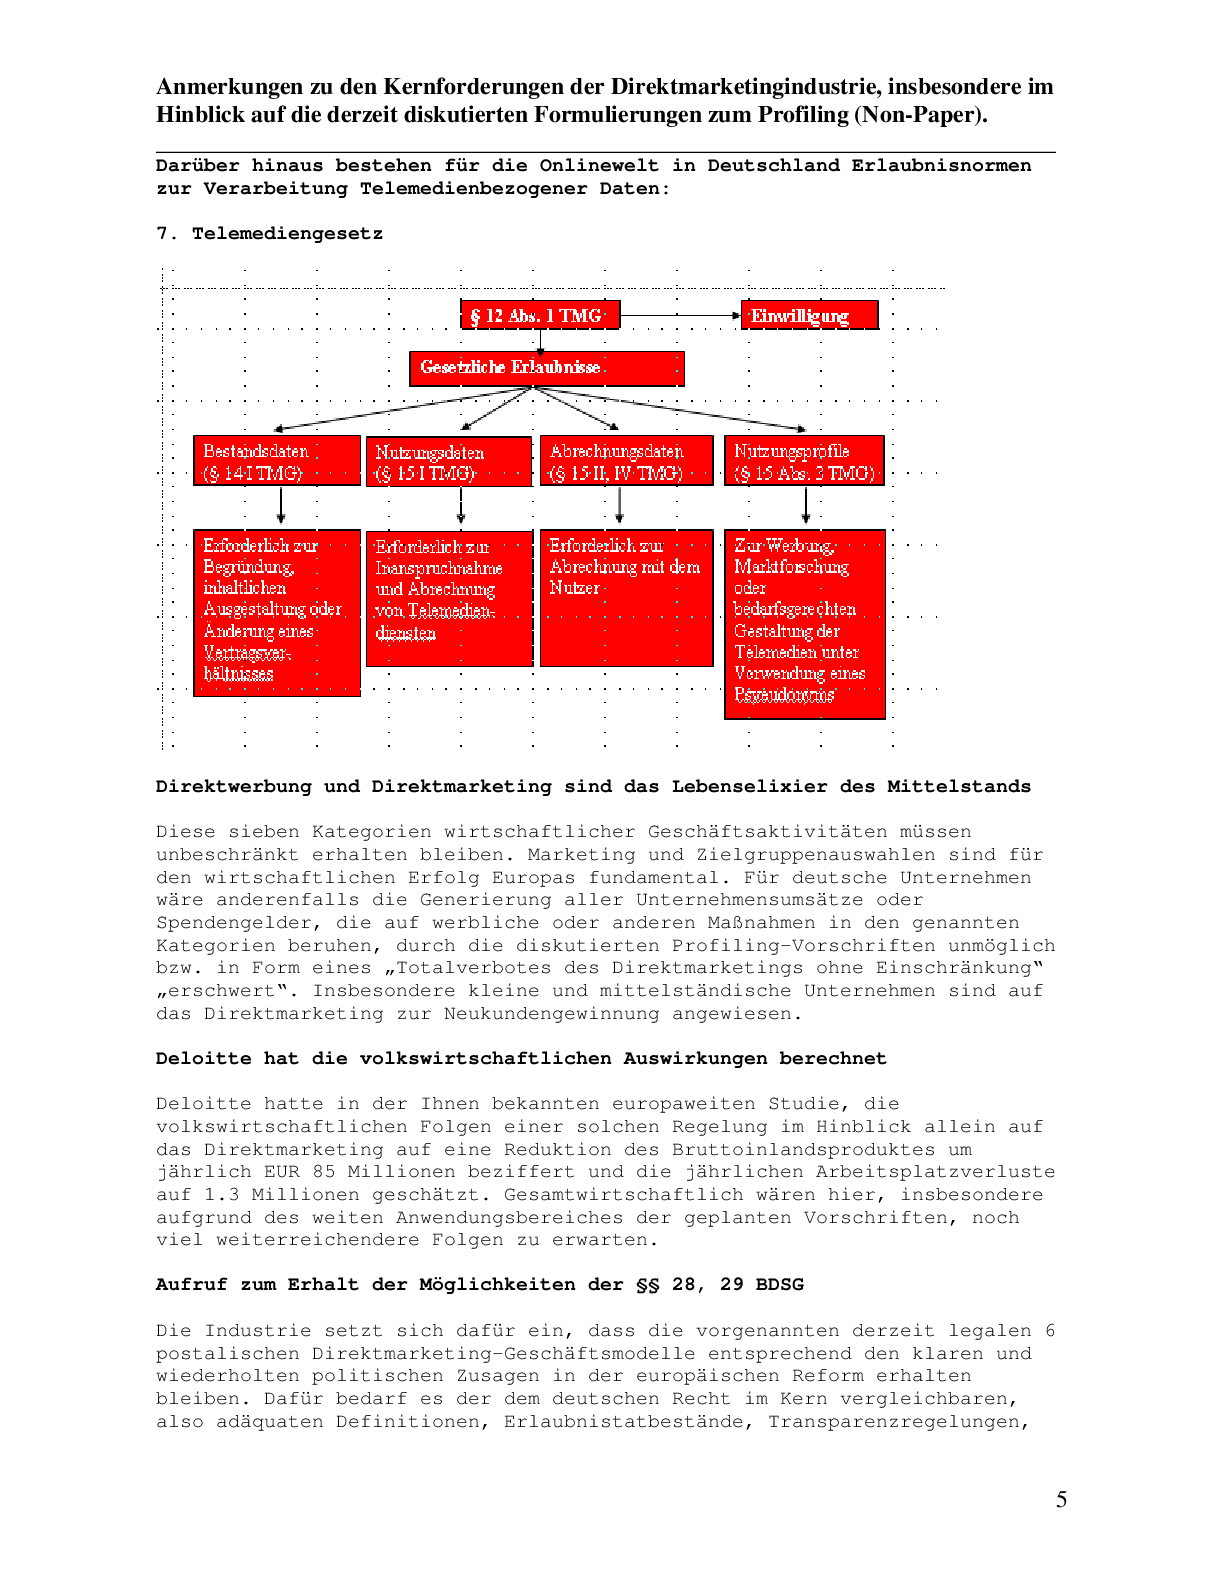 Anmerkungen zu den Kernforderungen der Direktmarketingindustrie, insbesondere im
Hinblick auf die derzeit diskutierten Formulierungen zum Profiling (Non-Paper).
Darüber hinaus bestehen für die Onlinewelt in Deutschland Erlaubnisnormen
zur Verarbeitung Telemedienbezogener Daten:
7. Telemediengesetz
§ 12 Abs. 1 TMG
Einwilligung
Gesetzliche Erlaubnisse
Bestandsdaten
(§ 14 I TMG)
Nutzungsdaten
(§ 15 I TMG)
Abrechnungsdaten
(§ 15 II, IV TMG)
Nutzungsprofile
(§ 15 Abs. 3 TMG)
Erforderlich zur
Begründung,
inhaltlichen
Ausgestaltung oder
Änderung eines
Vertragsver-
hältnisses
Erforderlich zur
Inanspruchnahme
und Abrechnung
von Telemedien-
diensten
Erforderlich zur
Abrechnung mit dem
Nutzer
Zur Werbung,
Marktforschung
oder
bedarfsgerechten
Gestaltung der
Telemedien unter
Verwendung eines
Pseudonyms
Direktwerbung und Direktmarketing sind das Lebenselixier des Mittelstands
Diese sieben Kategorien wirtschaftlicher Geschäftsaktivitäten müssen
unbeschränkt erhalten bleiben. Marketing und Zielgruppenauswahlen sind für
den wirtschaftlichen Erfolg Europas fundamental. Für deutsche Unternehmen
wäre anderenfalls die Generierung aller Unternehmensumsätze oder
Spendengelder, die auf werbliche oder anderen Maßnahmen in den genannten
Kategorien beruhen, durch die diskutierten Profiling-Vorschriften unmöglich
bzw. in Form eines „Totalverbotes des Direktmarketings ohne Einschränkung“
„erschwert“. Insbesondere kleine und mittelständische Unternehmen sind auf
das Direktmarketing zur Neukundengewinnung angewiesen.
Deloitte hat die volkswirtschaftlichen Auswirkungen berechnet
Deloitte hatte in der Ihnen bekannten europaweiten Studie, die
volkswirtschaftlichen Folgen einer solchen Regelung im Hinblick allein auf
das Direktmarketing auf eine Reduktion des Bruttoinlandsproduktes um
jährlich EUR 85 Millionen beziffert und die jährlichen Arbeitsplatzverluste
auf 1.3 Millionen geschätzt. Gesamtwirtschaftlich wären hier, insbesondere
aufgrund des weiten Anwendungsbereiches der geplanten Vorschriften, noch
viel weiterreichendere Folgen zu erwarten.
Aufruf zum Erhalt der Möglichkeiten der §§ 28, 29 BDSG
Die Industrie setzt sich dafür ein, dass die vorgenannten derzeit legalen 6
postalischen Direktmarketing-Geschäftsmodelle entsprechend den klaren und
wiederholten politischen Zusagen in der europäischen Reform erhalten
bleiben. Dafür bedarf es der dem deutschen Recht im Kern vergleichbaren,
also adäquaten Definitionen, Erlaubnistatbestände, Transparenzregelungen,
5